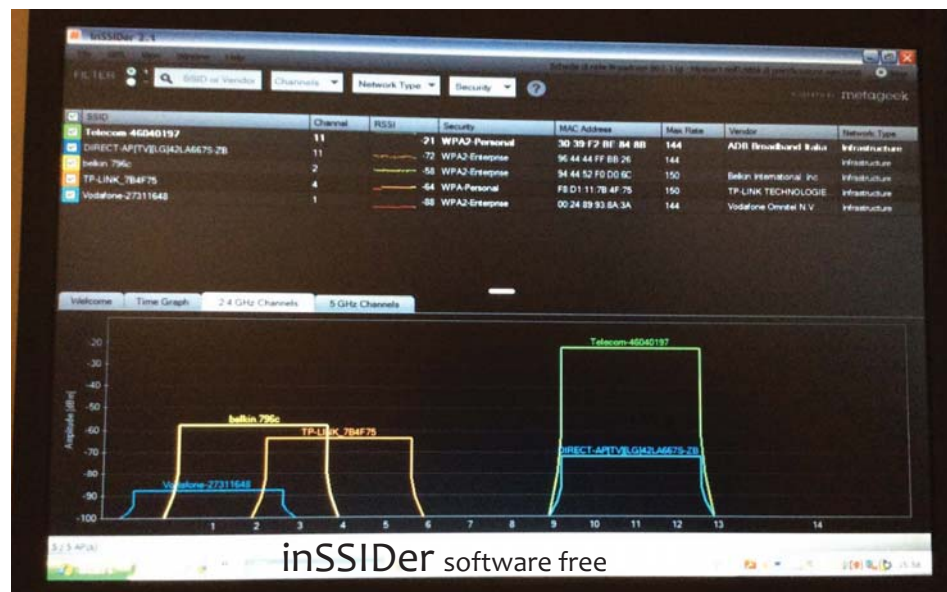 inSSIDer 2.1
FILTER SSID or Vendor Channels Network Type Security
metageek
SSID Channel RSSI Security MAC Address Max Rate Vendor Network Type
Telecom-46040197 11 -21 WPA2-Personal 30 39 F2 BE 84 8B 144 ADB Broadband Italia Infrastructure
DIRECT-AP[TV][LG]42LA667S-ZB 11 -72 WPA2-Enterprise 96 44 44 FF BB 26 144 Infrastructure
belkin 796c 2 -58 WPA2-Enterprise 94 44 52 F0 D0 6C 150 Belkin International Inc Infrastructure
TP-LINK_7B4F75 4 -64 WPA-Personal F8 D1 11 7B 4F 75 150 TP-LINK TECHNOLOGIE... Infrastructure
Vodafone-27311648 1 -88 WPA2-Enterprise 00 24 89 93 6A 3A 144 Vodafone Omnitel N.V. Infrastructure
Welcome Time Graph 2.4 GHz Channels 5 GHz Channels
Amplitude [dBm]
-20
-30
-40
-50
-60
-70
-80
-90
-100
Telecom-46040197
belkin 796c
TP-LINK_7B4F75
DIRECT-AP[TV][LG]42LA667S-ZB
Vodafone-27311648
1 2 3 4 5 6 7 8 9 10 11 12 13 14
5 / 5 AP(s)
inSSIDer software free